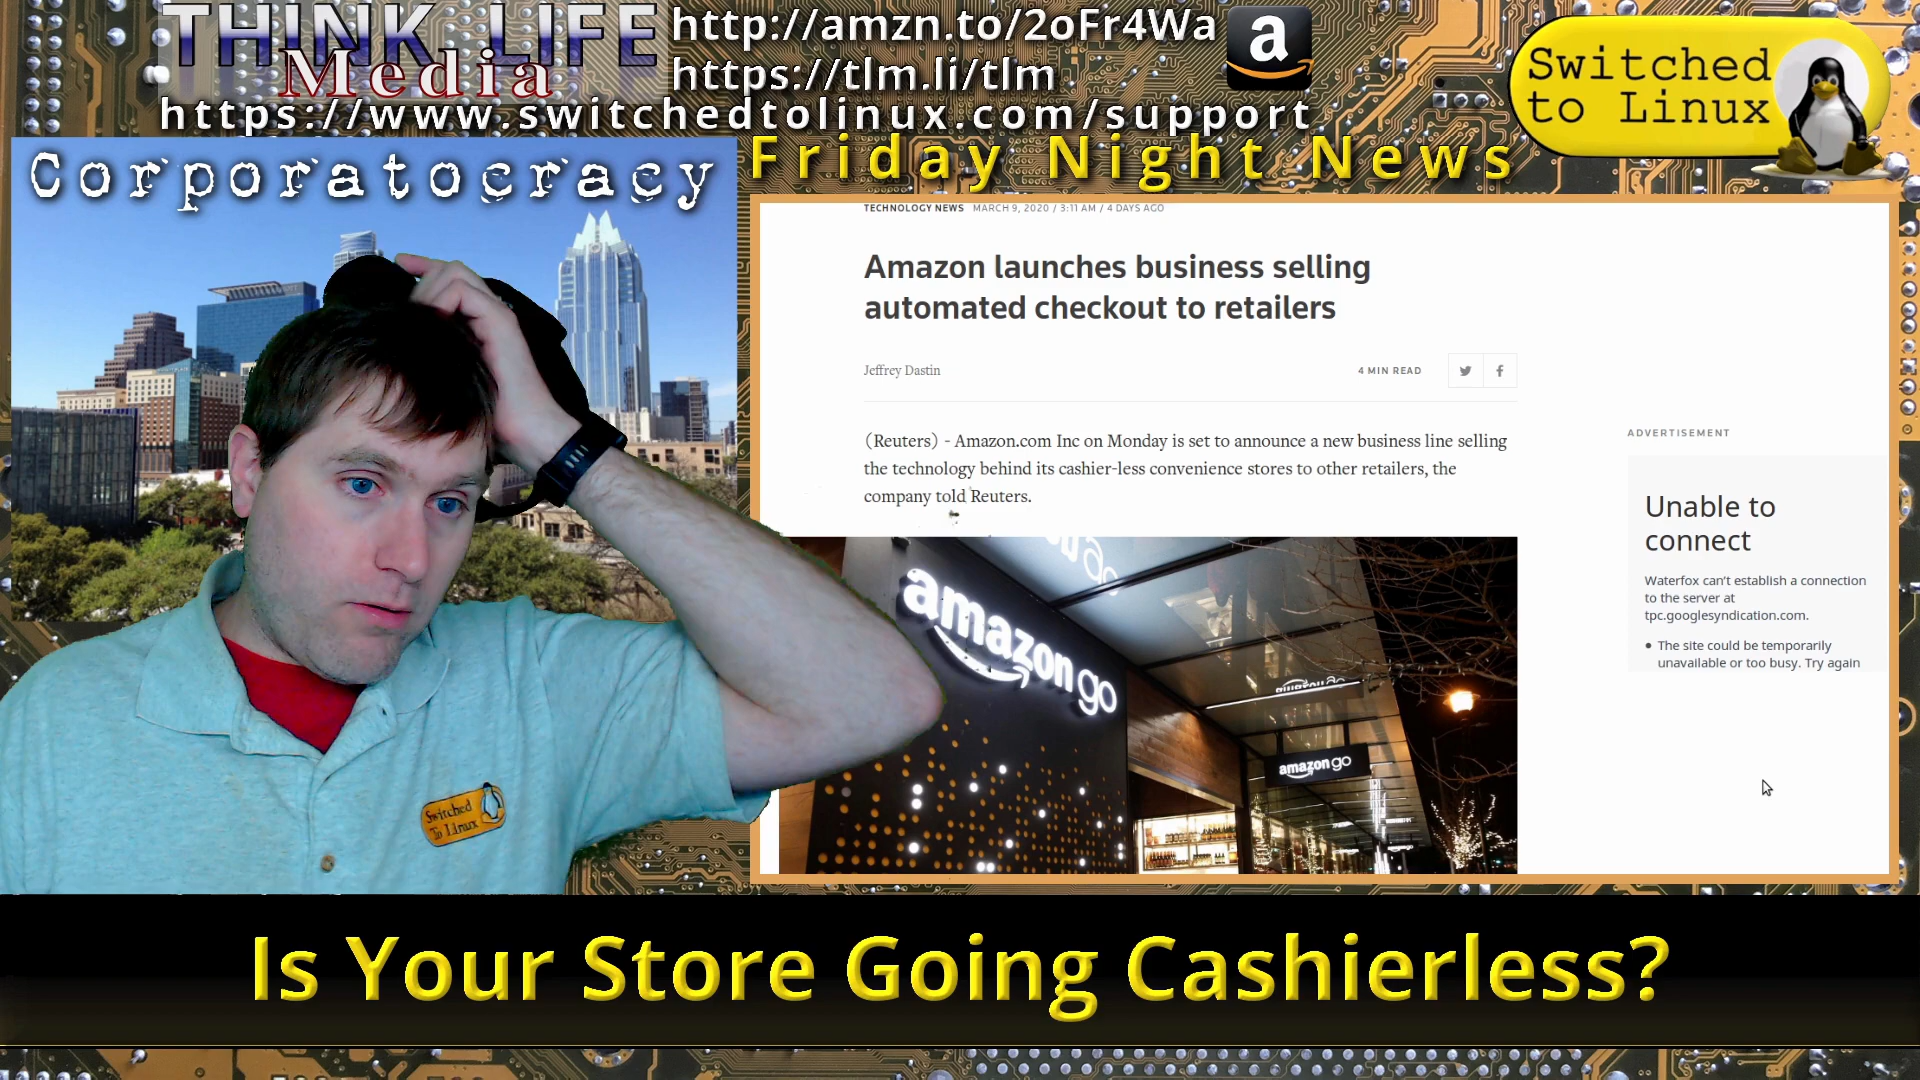 THINK LIFE
Media
http://amzn.to/2oFr4Wa
https://tlm.li/tlm
https://www.switchedtolinux.com/support
a
Switched
to Linux
Corporatocracy
Friday Night News
TECHNOLOGY NEWS MARCH 9, 2020 / 3:11 AM / 4 DAYS AGO
Amazon launches business selling
automated checkout to retailers
Jeffrey Dastin
4 MIN READ
(Reuters) - Amazon.com Inc on Monday is set to announce a new business line selling
the technology behind its cashier-less convenience stores to other retailers, the
company told Reuters.
ADVERTISEMENT
Unable to
connect
Waterfox can't establish a connection
to the server at
tpc.googlesyndication.com.
• The site could be temporarily
unavailable or too busy. Try again
amazon go
amazon go
Switched
To Linux
Is Your Store Going Cashierless?